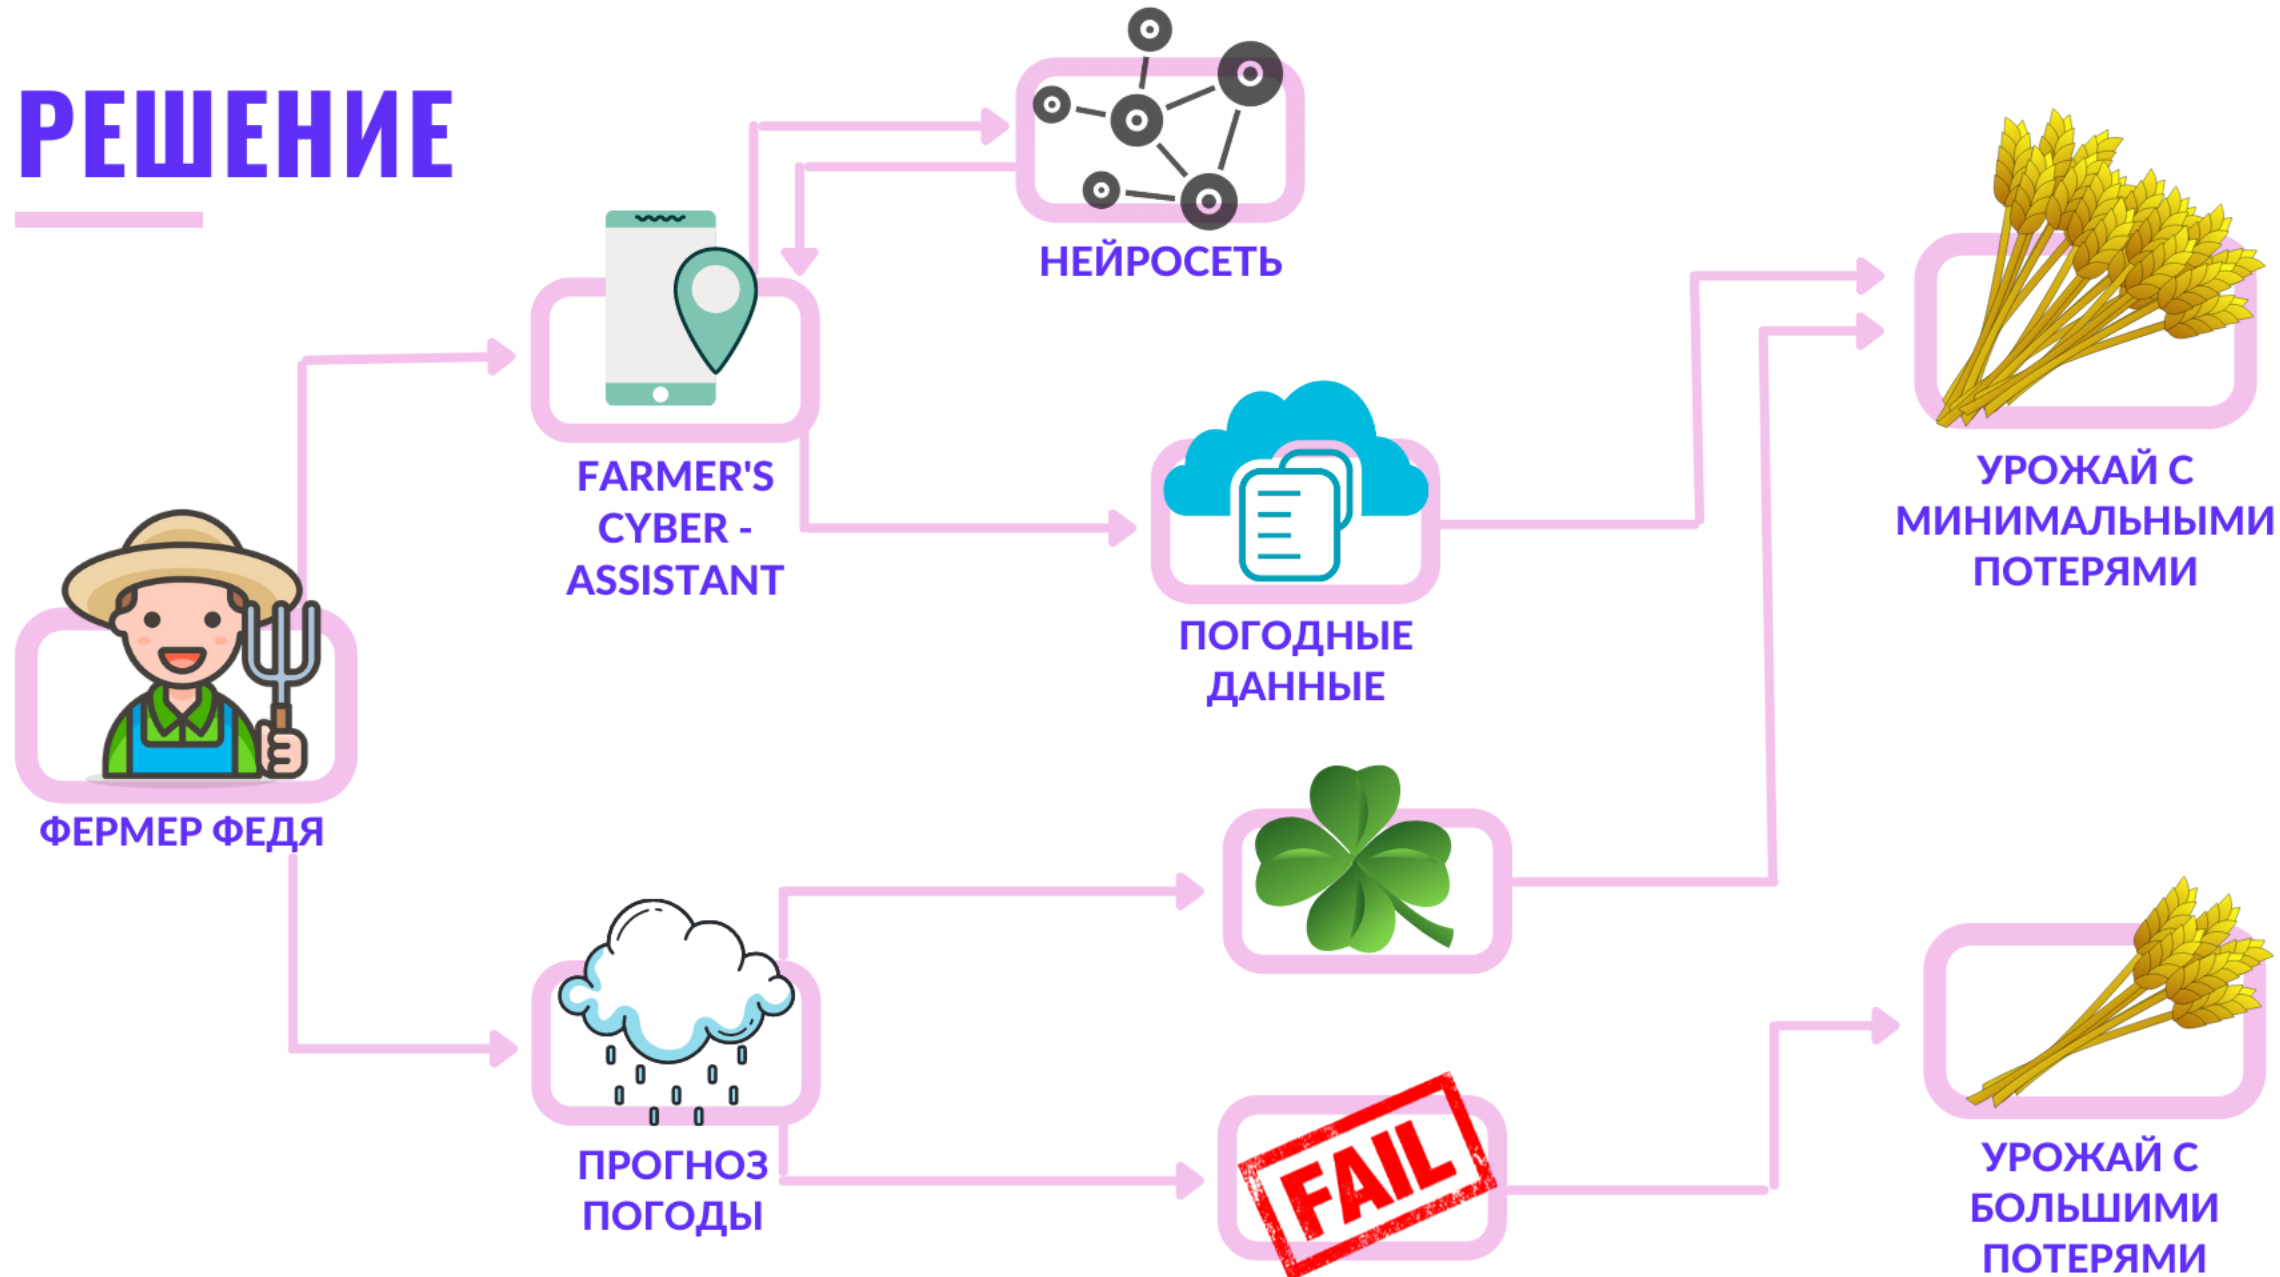 РЕШЕНИЕ
НЕЙРОСЕТЬ
FARMER'S
CYBER -
ASSISTANT
УРОЖАЙ С
МИНИМАЛЬНЫМИ
ПОТЕРЯМИ
ПОГОДНЫЕ
ДАННЫЕ
ФЕРМЕР ФЕДЯ
ПРОГНОЗ
ПОГОДЫ
FAIL
УРОЖАЙ С
БОЛЬШИМИ
ПОТЕРЯМИ